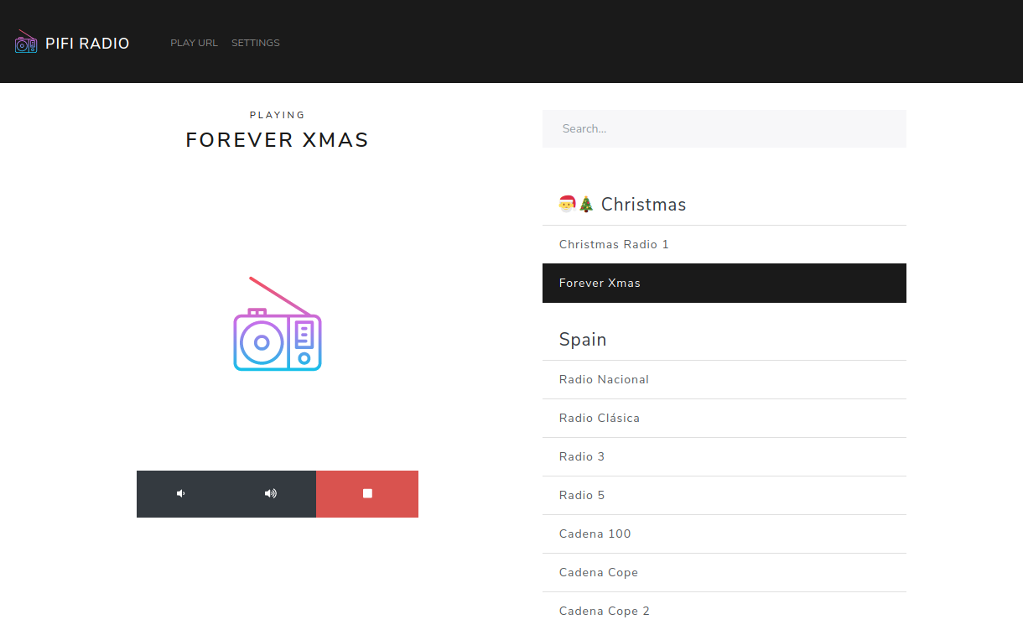 PIFI RADIO
PLAY URL
SETTINGS
PLAYING
FOREVER XMAS
Search...
🎅🎄 Christmas
Christmas Radio 1
Forever Xmas
Spain
Radio Nacional
Radio Clásica
Radio 3
Radio 5
Cadena 100
Cadena Cope
Cadena Cope 2